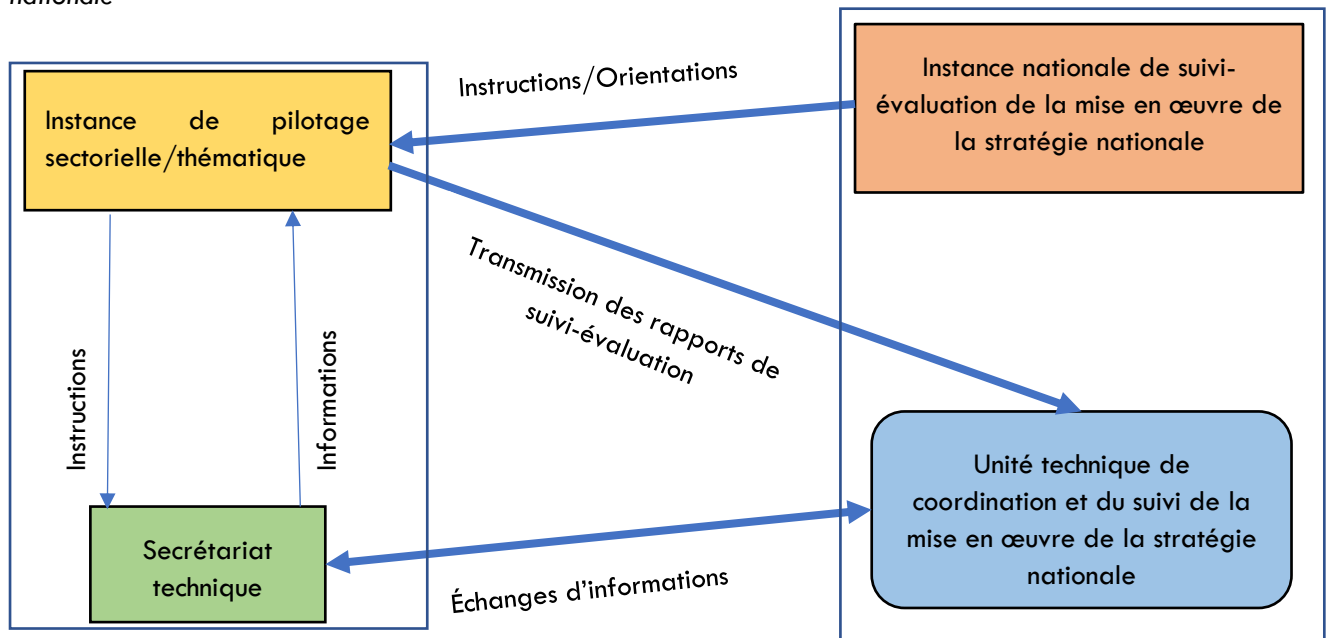 nationale
Instructions/Orientations
Instance de pilotage
sectorielle/thématique
Instance nationale de suivi-
évaluation de la mise en œuvre de
la stratégie nationale
Transmission des rapports de
suivi-évaluation
Instructions
Informations
Secrétariat
technique
Échanges d’informations
Unité technique de
coordination et du suivi de la
mise en œuvre de la stratégie
nationale